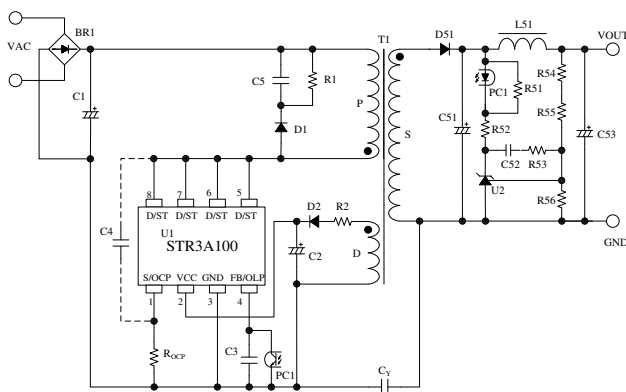 VAC
BR1
C1
C5
R1
D1
T1
P
S
D
D51
L51
VOUT
PC1
R51
R54
R55
C51
R52
C53
C52
R53
U2
R56
GND
C4
8
7
6
5
D/ST
D/ST
D/ST
D/ST
U1
STR3A100
S/OCP
VCC
GND
FB/OLP
1
2
3
4
D2
R2
C2
ROCP
C3
PC1
CY